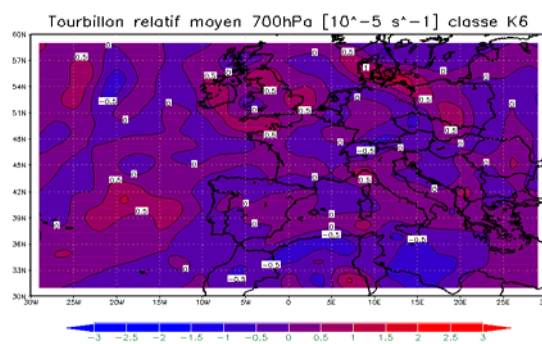 Tourbillon relatif moyen 700hPa [10^-5 s^-1] classe K6
60N
57N
54N
51N
48N
45N
42N
39N
36N
33N
30N
30W 25W 20W 15W 10W 5W 0 5E 10E 15E 20E 25E
-3 -2.5 -2 -1.5 -1 -0.5 0 0.5 1 1.5 2 2.5 3